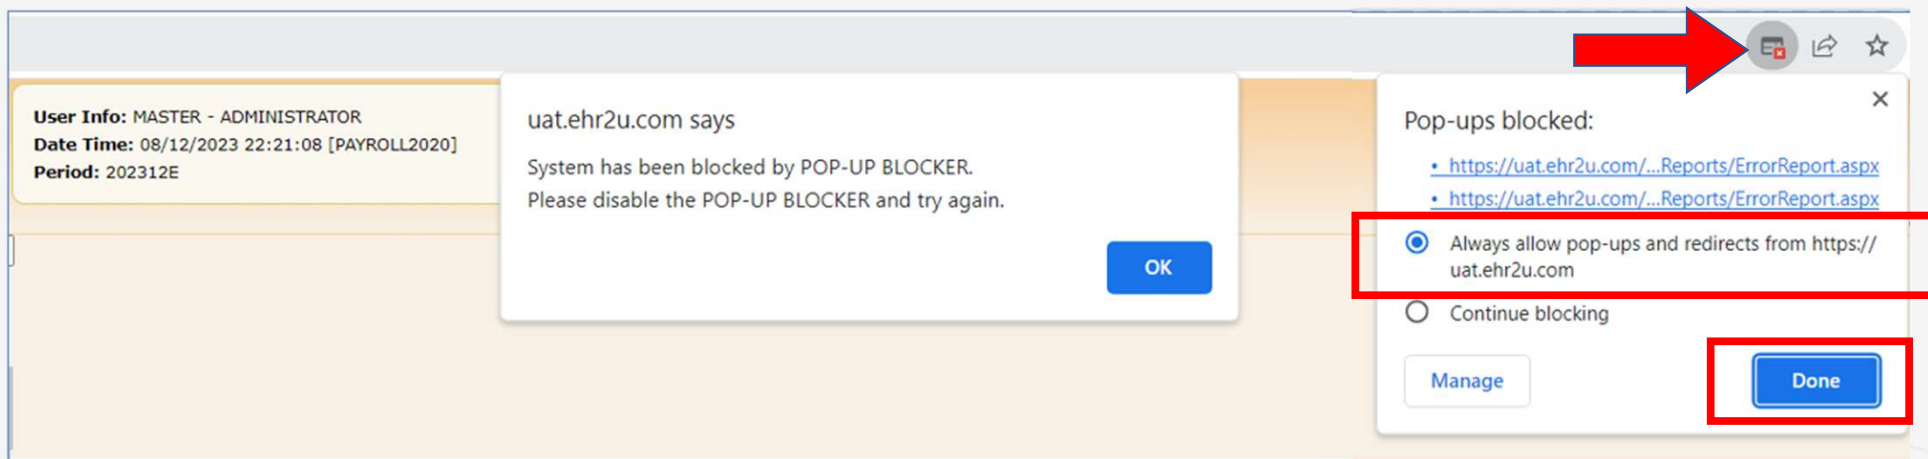 User Info: MASTER - ADMINISTRATOR
Date Time: 08/12/2023 22:21:08 [PAYROLL2020]
Period: 202312E
uat.ehr2u.com says
System has been blocked by POP-UP BLOCKER.
Please disable the POP-UP BLOCKER and try again.
OK
Pop-ups blocked:
• https://uat.ehr2u.com/...Reports/ErrorReport.aspx
• https://uat.ehr2u.com/...Reports/ErrorReport.aspx
Always allow pop-ups and redirects from https://
uat.ehr2u.com
Continue blocking
Manage
Done